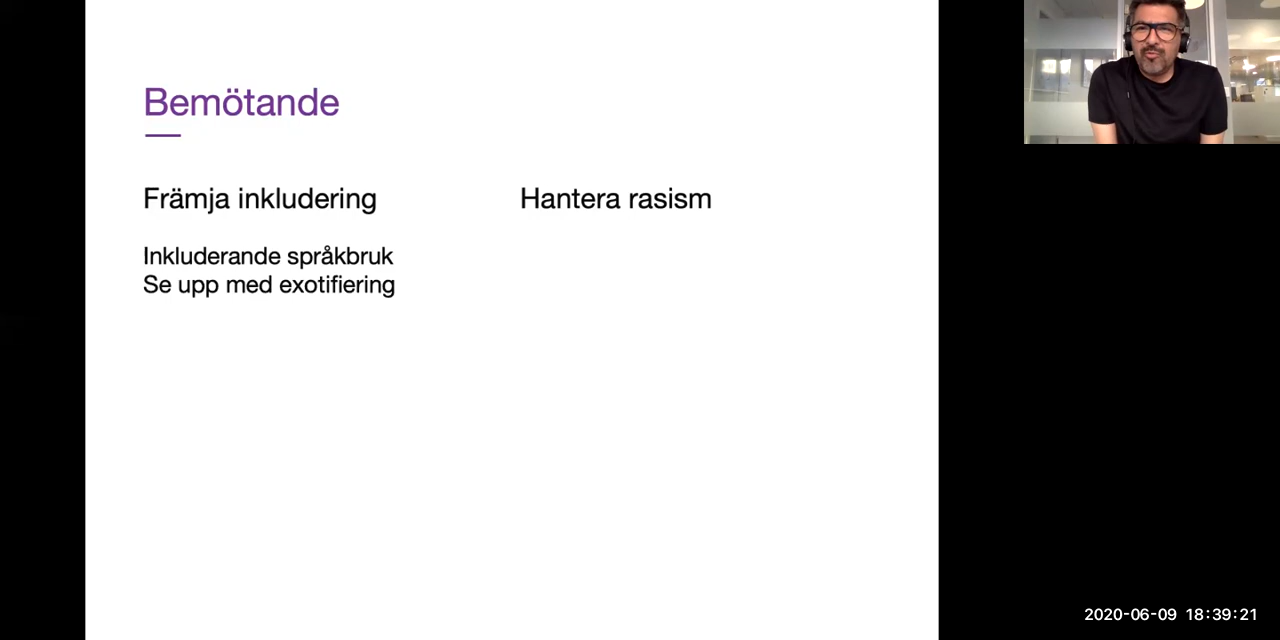 Bemötande
Främja inkludering
Inkluderande språkbruk
Se upp med exotifiering
Hantera rasism
2020-06-09 18:39:21